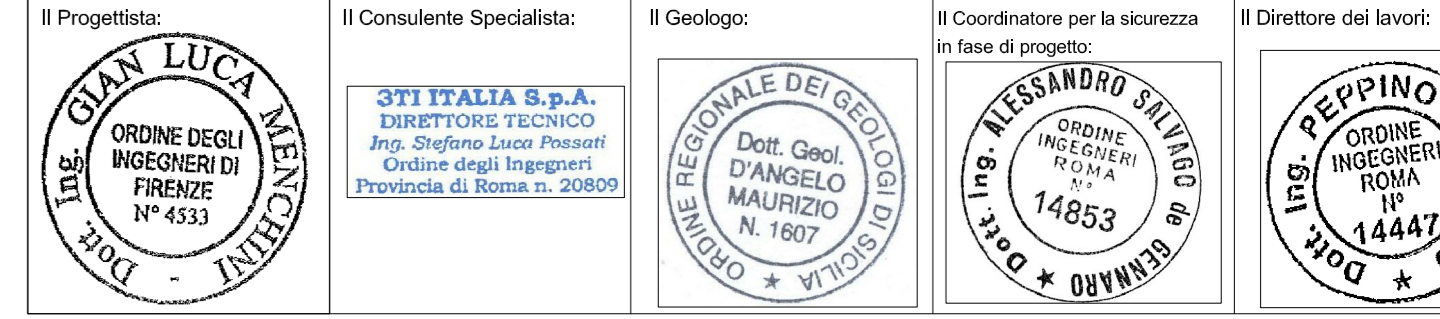 Il Progettista:
Dott. Ing. GIAN LUCA MENCHINI -
ORDINE DEGLI
INGEGNERI DI
FIRENZE
N° 4533
Il Consulente Specialista:
3TI ITALIA S.p.A.
DIRETTORE TECNICO
Ing. Stefano Luca Possati
Ordine degli Ingegneri
Provincia di Roma n. 20809
Il Geologo:
ORDINE REGIONALE DEI GEOLOGI DI SICILIA ★
Dott. Geol.
D'ANGELO
MAURIZIO
N. 1607
Il Coordinatore per la sicurezza
in fase di progetto:
Dott. Ing. ALESSANDRO SALVAGO de GENNARO ★
ORDINE
INGEGNERI
ROMA
N°
14853
Il Direttore dei lavori:
Dott. Ing. PEPPINO ★
ORDINE
INGEGNERI
ROMA
N°
14447